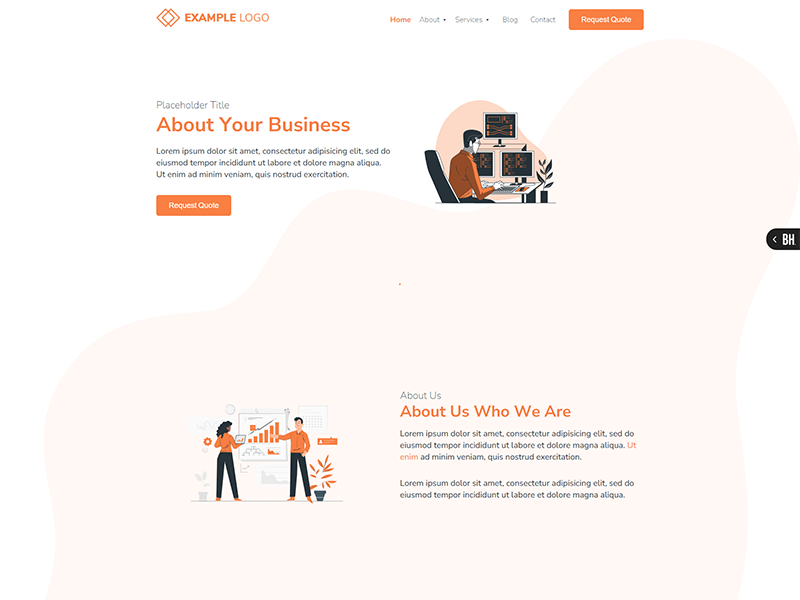 EXAMPLE LOGO
Home About Services Blog Contact Request Quote
Placeholder Title
About Your Business
Lorem ipsum dolor sit amet, consectetur adipisicing elit, sed do
eiusmod tempor incididunt ut labore et dolore magna aliqua.
Ut enim ad minim veniam, quis nostrud exercitation.
Request Quote
BH
About Us
About Us Who We Are
Lorem ipsum dolor sit amet, consectetur adipisicing elit, sed do
eiusmod tempor incididunt ut labore et dolore magna aliqua. Ut
enim ad minim veniam, quis nostrud exercitation.
Lorem ipsum dolor sit amet, consectetur adipisicing elit, sed do
eiusmod tempor incididunt ut labore et dolore magna aliqua.